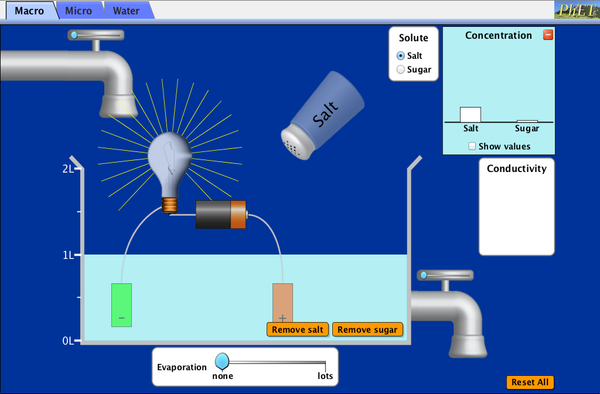 Macro
Micro
Water
PhET
Solute
Salt
Sugar
Concentration
Salt
Sugar
Show values
Conductivity
Salt
2L
1L
0L
−
+
Remove salt
Remove sugar
Evaporation
none
lots
Reset All